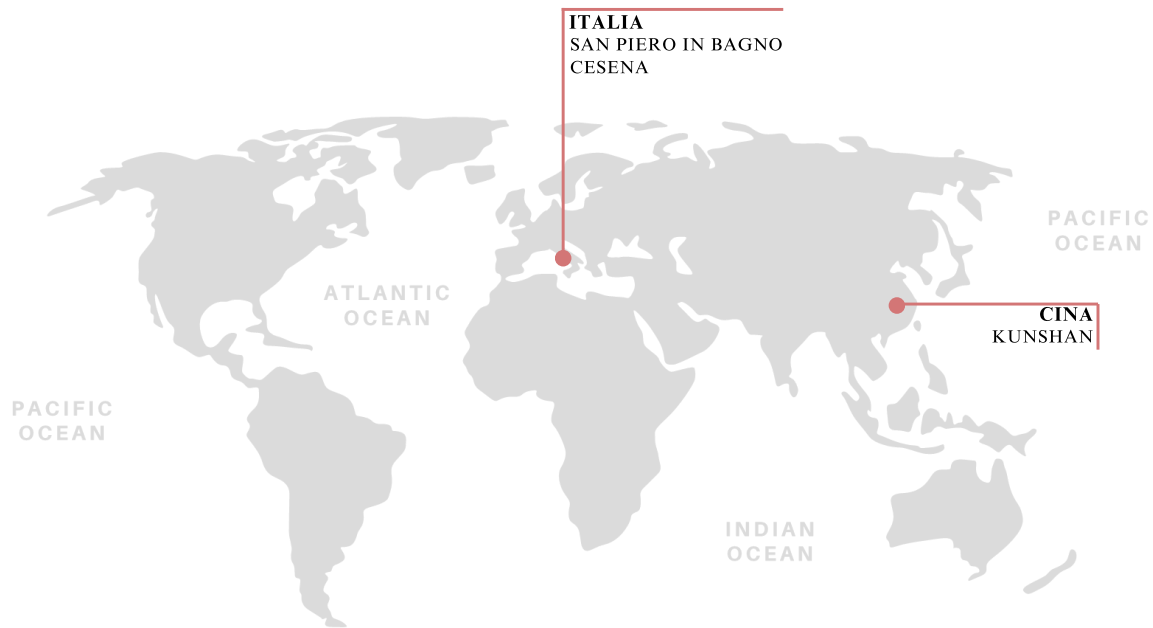 ITALIA
SAN PIERO IN BAGNO
CESENA
PACIFIC
OCEAN
ATLANTIC
OCEAN
CINA
KUNSHAN
PACIFIC
OCEAN
INDIAN
OCEAN